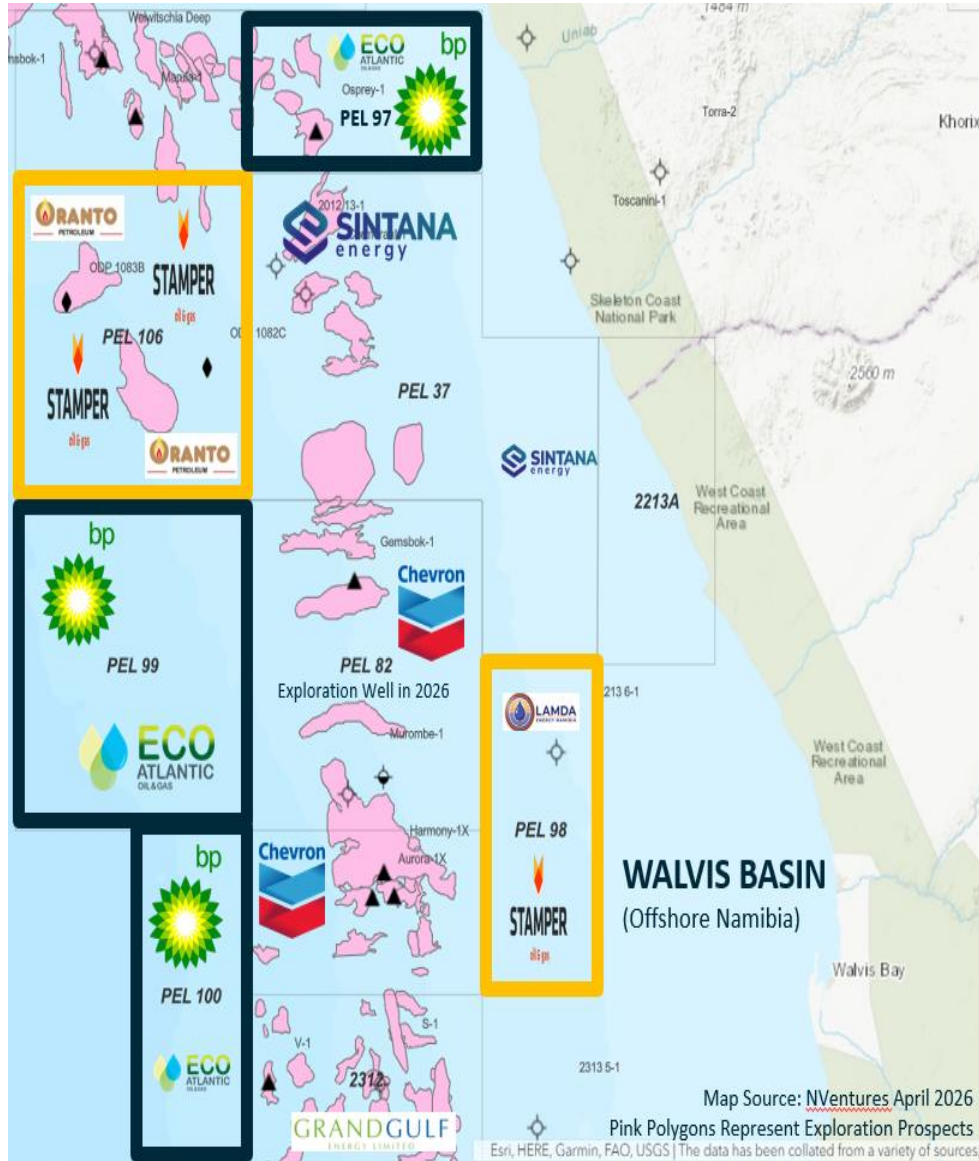 Welwitschia Deep
nsbok-1
ECO
ATLANTIC
OIL & GAS
bp
Osprey-1
PEL 97
1484 m
Uniab
Torra-2
Khorix
Toscanini-1
ORANTO
PETROLEUM
STAMPER
oil & gas
ODP 1083B
PEL 106
STAMPER
oil & gas
ORANTO
PETROLEUM
2012/13-1
SINTANA
energy
1082C
PEL 37
Skeleton Coast
National Park
2560 m
SINTANA
energy
2213A
West Coast
Recreational
Area
bp
PEL 99
ECO
ATLANTIC
OIL & GAS
Gemsbok-1
Chevron
PEL 82
Exploration Well in 2026
Murombe-1
213 6-1
LAMDA
ENERGY NAMIBIA
PEL 98
STAMPER
oil & gas
West Coast
Recreational
Area
Harmony-1X
Aurora-1X
Chevron
bp
PEL 100
ECO
ATLANTIC
OIL & GAS
WALVIS BASIN
(Offshore Namibia)
Walvis Bay
S-1
V-1
2312
2313 5-1
GRANDGULF
ENERGY LIMITED
Map Source: NVentures April 2026
Pink Polygons Represent Exploration Prospects
Esri, HERE, Garmin, FAO, USGS | The data has been collated from a variety of sources